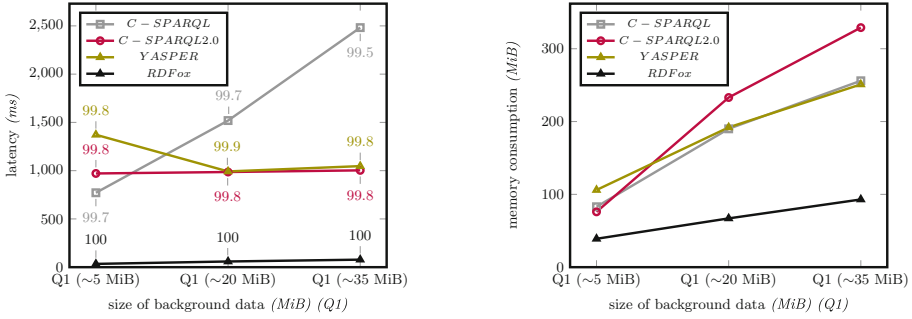 C − SPARQL
C − SPARQL2.0
YASPER
RDFox
2,500
2,000
1,500
1,000
500
0
latency (ms)
99.5
99.7
99.8
99.8
99.9
99.8
99.7
99.8
99.8
100
100
100
Q1 (~5 MiB)
Q1 (~20 MiB)
Q1 (~35 MiB)
size of background data (MiB) (Q1)
C − SPARQL
C − SPARQL2.0
YASPER
RDFox
300
200
100
0
memory consumption (MiB)
Q1 (~5 MiB)
Q1 (~20 MiB)
Q1 (~35 MiB)
size of background data (MiB) (Q1)